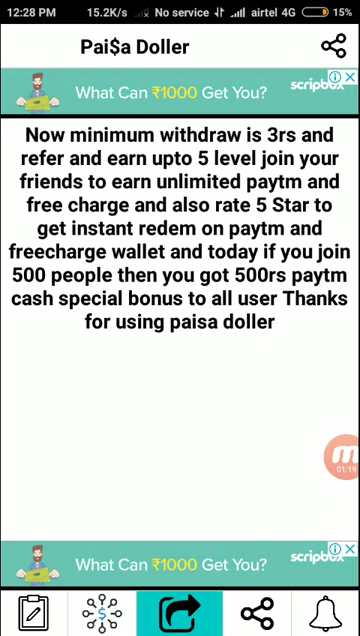 12:28 PM 15.2K/s No service airtel 4G 15%
Pai$a Doller
What Can ₹1000 Get You? scripbox
Now minimum withdraw is 3rs and
refer and earn upto 5 level join your
friends to earn unlimited paytm and
free charge and also rate 5 Star to
get instant redem on paytm and
freecharge wallet and today if you join
500 people then you got 500rs paytm
cash special bonus to all user Thanks
for using paisa doller
01:19
What Can ₹1000 Get You? scripbox